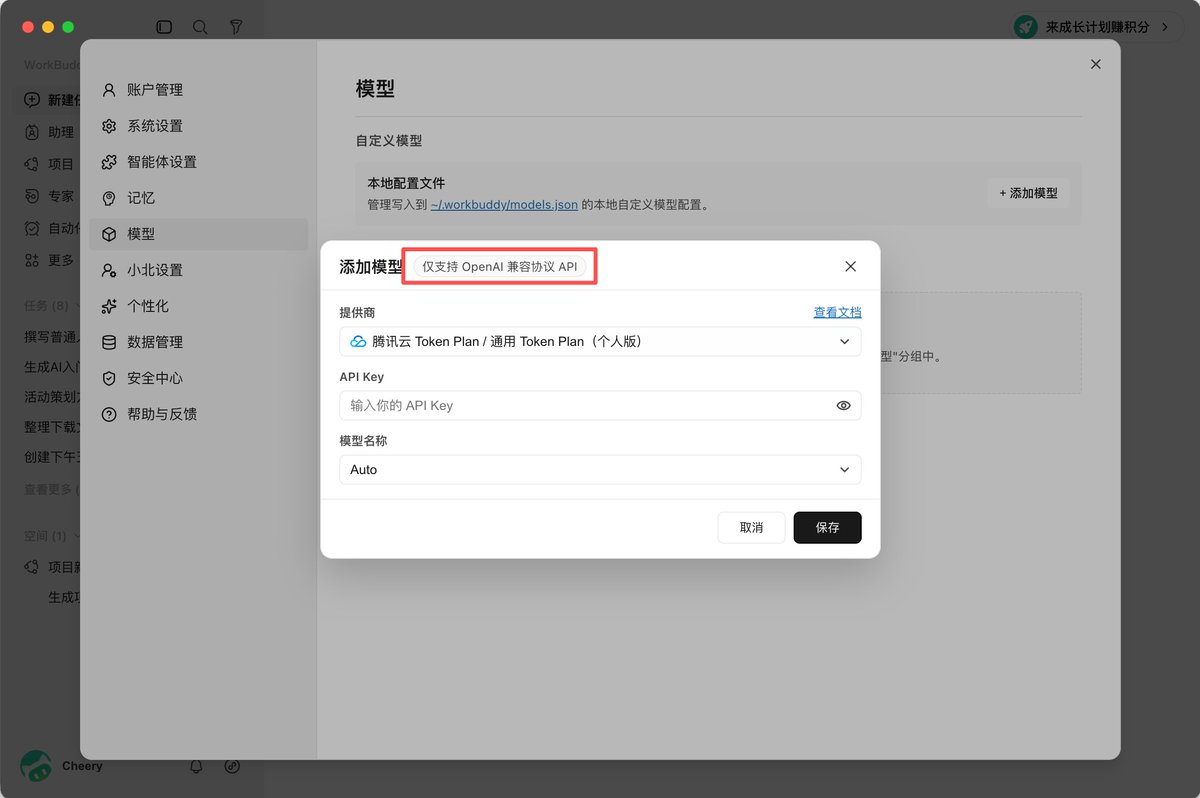 来成长计划赚积分
WorkBudd
新建
助理
项目
专家
自动
更多
任务 (8)
撰写普通
生成AI入
活动策划
整理下载
创建下午
查看更多 (
空间 (1)
项目
生成
Cheery
账户管理
系统设置
智能体设置
记忆
模型
小北设置
个性化
数据管理
安全中心
帮助与反馈
模型
自定义模型
本地配置文件
管理写入到 ~/.workbuddy/models.json 的本地自定义模型配置。
+ 添加模型
型"分组中。
添加模型 仅支持 OpenAI 兼容协议 API
提供商 查看文档
腾讯云 Token Plan / 通用 Token Plan（个人版）
API Key
输入你的 API Key
模型名称
Auto
取消 保存